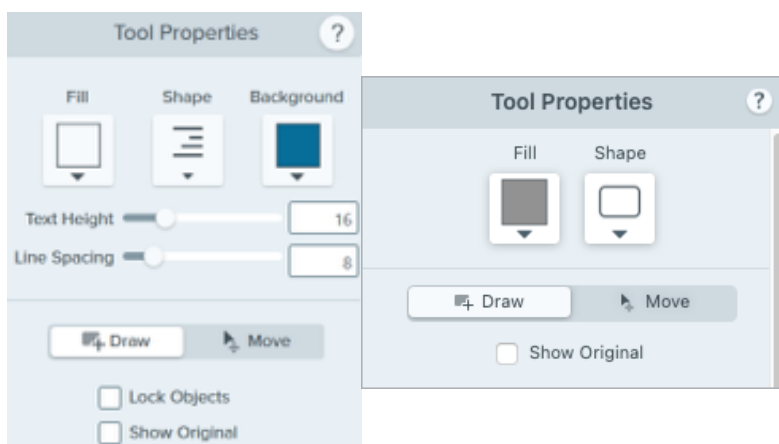 Tool Properties ?
Fill Shape Background
Text Height 16
Line Spacing 8
Draw Move
Lock Objects
Show Original
Tool Properties ?
Fill Shape
Draw Move
Show Original